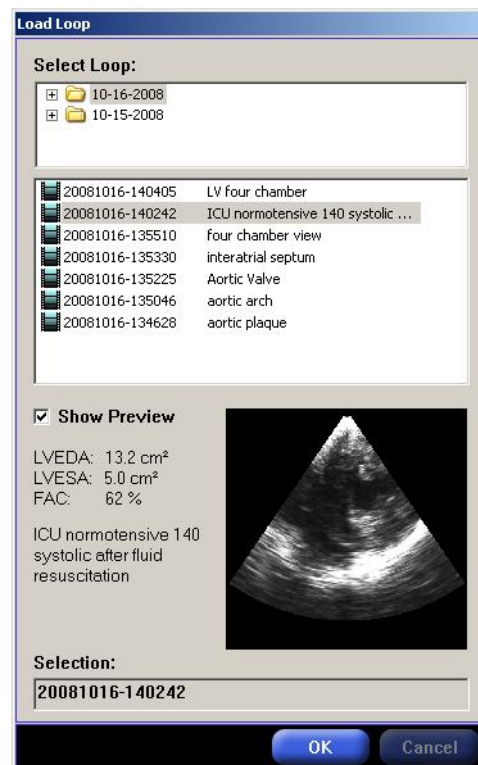 Load Loop
Select Loop:
10-16-2008
10-15-2008
20081016-140405 LV four chamber
20081016-140242 ICU normotensive 140 systolic ...
20081016-135510 four chamber view
20081016-135330 interatrial septum
20081016-135225 Aortic Valve
20081016-135046 aortic arch
20081016-134628 aortic plaque
Show Preview
LVEDA: 13.2 cm²
LVESA: 5.0 cm²
FAC: 62 %
ICU normotensive 140
systolic after fluid
resuscitation
Selection:
20081016-140242
OK Cancel